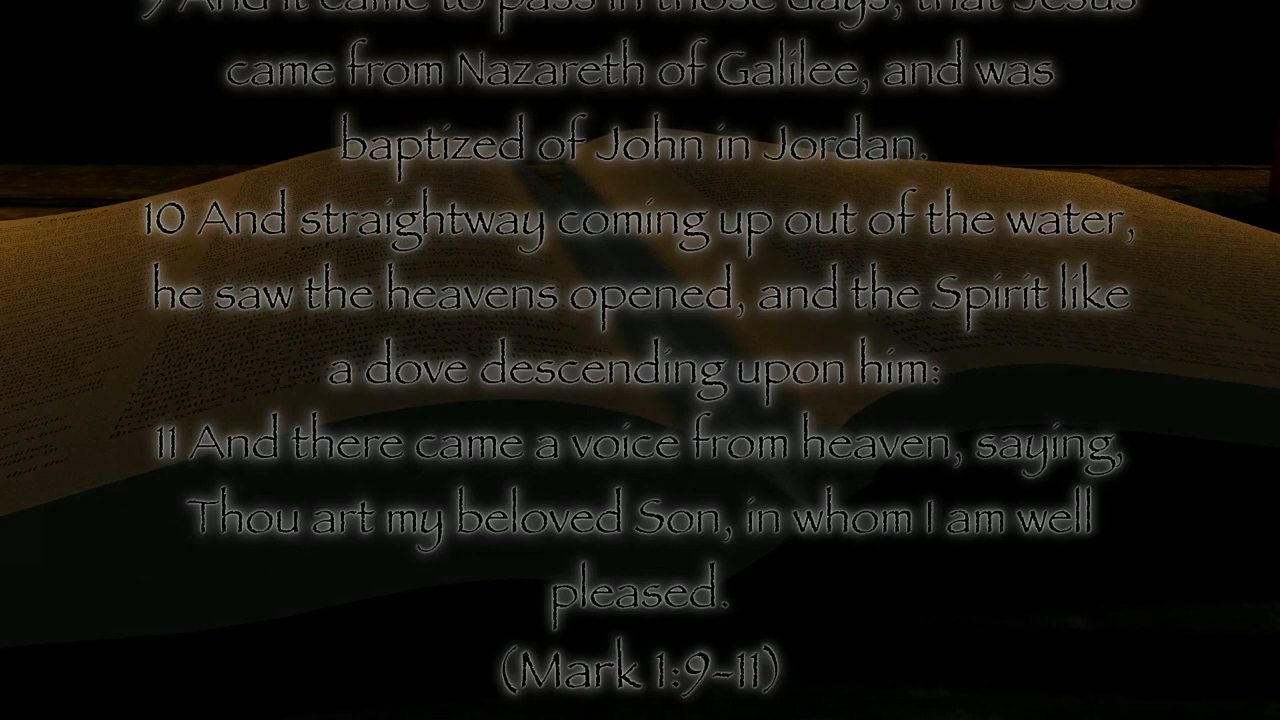 9 And it came to pass in those days, that Jesus
came from Nazareth of Galilee, and was
baptized of John in Jordan.
10 And straightway coming up out of the water,
he saw the heavens opened, and the Spirit like
a dove descending upon him:
11 And there came a voice from heaven, saying,
Thou art my beloved Son, in whom I am well
pleased.
(Mark 1:9-11)